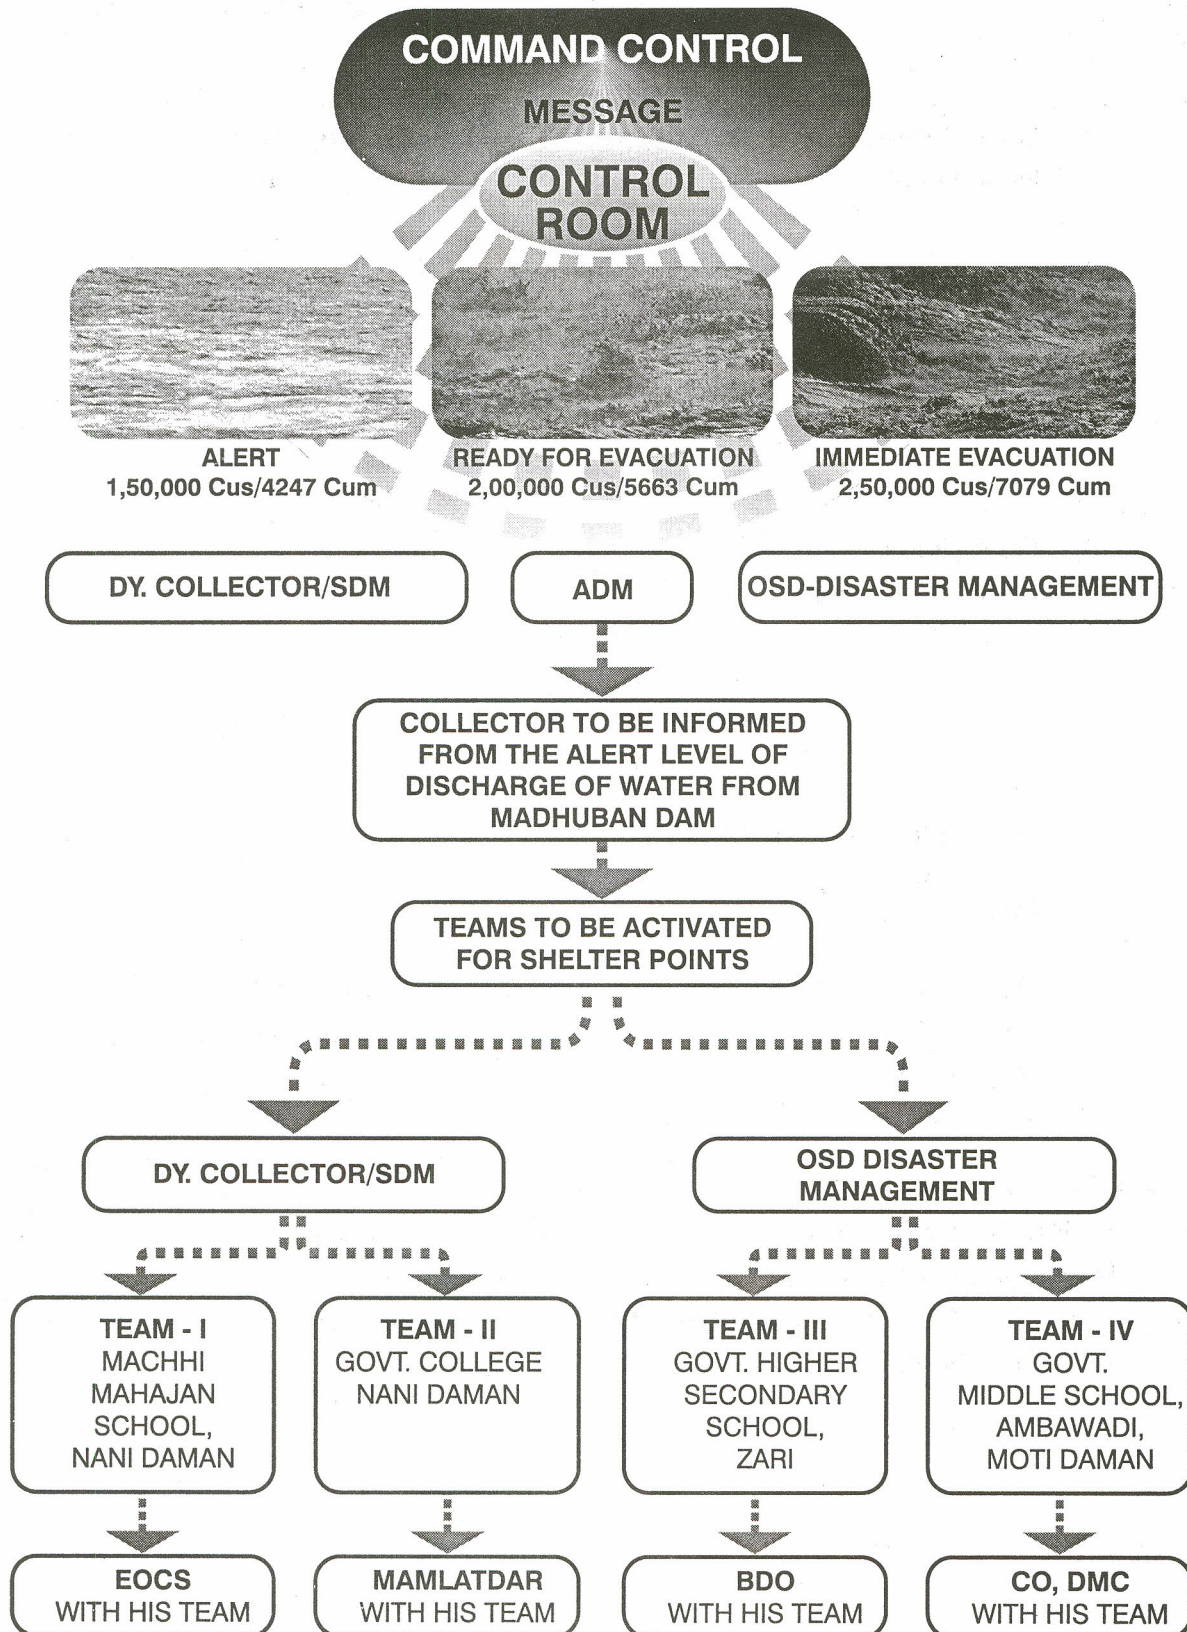 COMMAND CONTROL
MESSAGE
CONTROL
ROOM
ALERT
1,50,000 Cus/4247 Cum
READY FOR EVACUATION
2,00,000 Cus/5663 Cum
IMMEDIATE EVACUATION
2,50,000 Cus/7079 Cum
DY. COLLECTOR/SDM
ADM
OSD-DISASTER MANAGEMENT
COLLECTOR TO BE INFORMED
FROM THE ALERT LEVEL OF
DISCHARGE OF WATER FROM
MADHUBAN DAM
TEAMS TO BE ACTIVATED
FOR SHELTER POINTS
DY. COLLECTOR/SDM
OSD DISASTER
MANAGEMENT
TEAM - I
MACHHI
MAHAJAN
SCHOOL,
NANI DAMAN
TEAM - II
GOVT. COLLEGE
NANI DAMAN
TEAM - III
GOVT. HIGHER
SECONDARY
SCHOOL,
ZARI
TEAM - IV
GOVT.
MIDDLE SCHOOL,
AMBAWADI,
MOTI DAMAN
EOCS
WITH HIS TEAM
MAMLATDAR
WITH HIS TEAM
BDO
WITH HIS TEAM
CO, DMC
WITH HIS TEAM